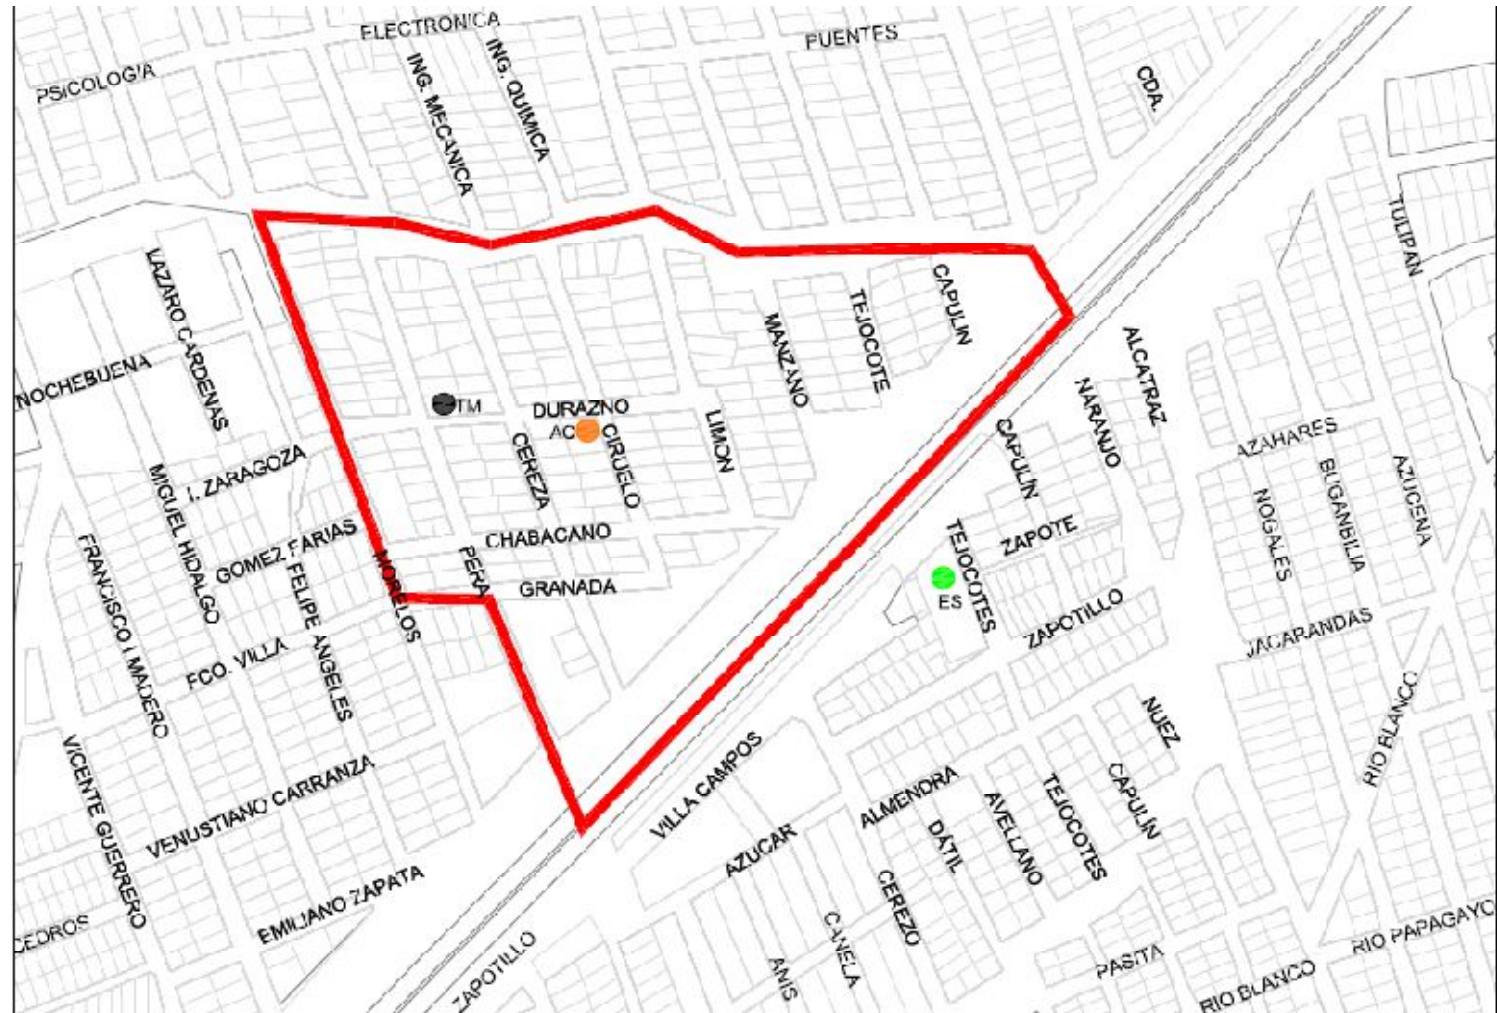 ELECTRONICA
PUENTES
PSICOLOGIA
ING. MECANICA
ING. QUIMICA
CDA.
TULIPAN
LAZARO CARDENAS
NOCHEBUENA
CAPULIN
TEJOCOTE
MANZANO
ALCATRAZ
NARANJO
TM
DURAZNO
AC
CIRUELO
CEREZA
LIMON
CAPULÍN
AZAHARES
BUGANBILIA
AZUCENA
NOGALES
I. ZARAGOZA
MIGUEL HIDALGO
GOMEZ FARIAS
FRANCISCO I MADERO
FELIPE ANGELES
MORELOS
PERA
CHABACANO
GRANADA
TEJOCOTES
ZAPOTE
ES
ZAPOTILLO
JACARANDAS
FCO. VILLA
RIO BLANCO
NUEZ
VICENTE GUERRERO
VENUSTIANO CARRANZA
VILLA CAMPOS
ALMENDRA
AVELLANO
TEJOCOTES
CAPULÍN
DÁTIL
AZUCAR
CEREZO
CANELA
ANIS
EMILIANO ZAPATA
CEDROS
ZAPOTILLO
PASITA
RIO BLANCO
RIO PAPAGAYO